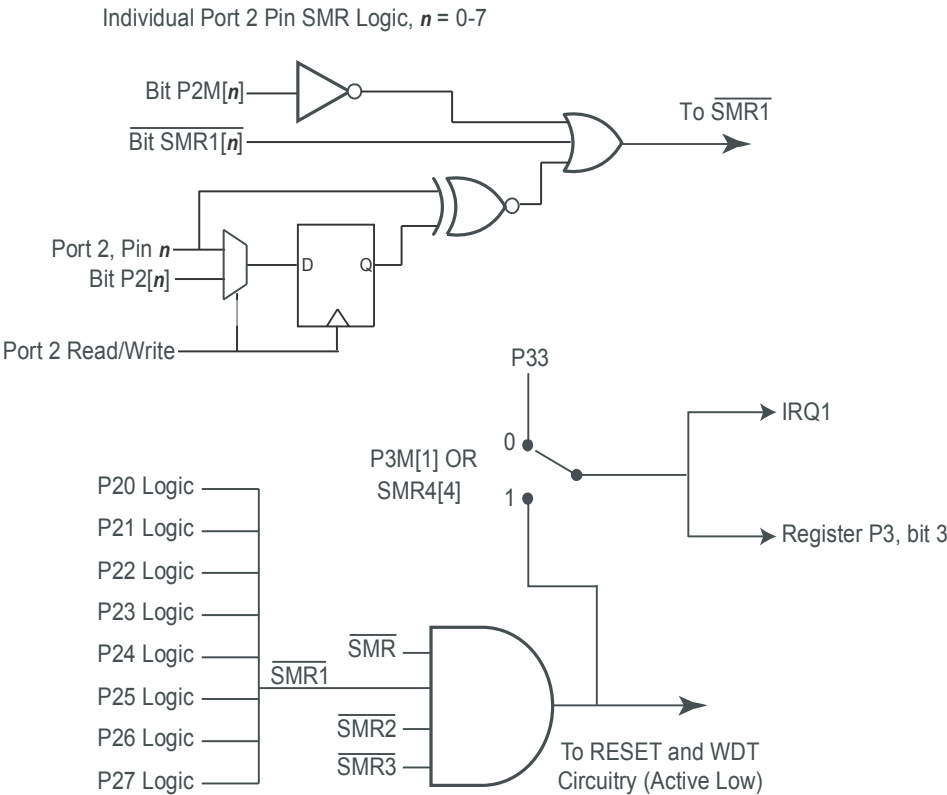 Individual Port 2 Pin SMR Logic, n = 0-7
Bit P2M[n]
Bit SMR1[n]
To SMR1
Port 2, Pin n
Bit P2[n]
D
Q
Port 2 Read/Write
P33
0
P3M[1] OR
SMR4[4]
1
IRQ1
Register P3, bit 3
P20 Logic
P21 Logic
P22 Logic
P23 Logic
P24 Logic
P25 Logic
P26 Logic
P27 Logic
SMR1
SMR
SMR2
SMR3
To RESET and WDT
Circuitry (Active Low)